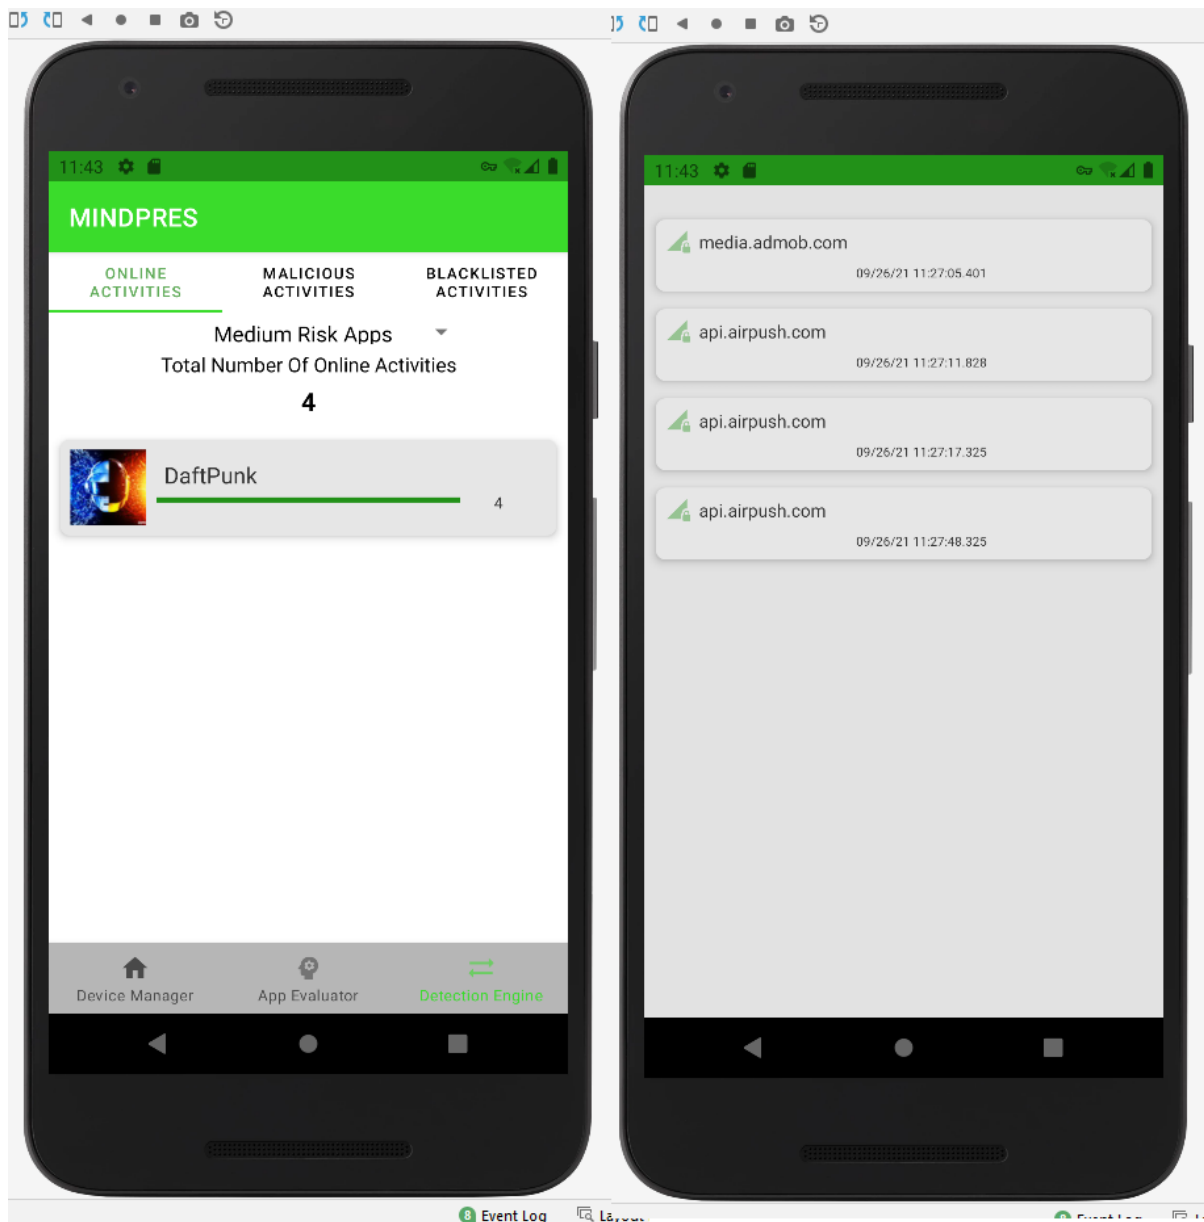 11:43
MINDPRES
ONLINE ACTIVITIES
MALICIOUS ACTIVITIES
BLACKLISTED ACTIVITIES
Medium Risk Apps
Total Number Of Online Activities
4
DaftPunk
4
Device Manager
App Evaluator
Detection Engine
8 Event Log
11:43
media.admob.com
09/26/21 11:27:05.401
api.airpush.com
09/26/21 11:27:11.828
api.airpush.com
09/26/21 11:27:17.325
api.airpush.com
09/26/21 11:27:48.325